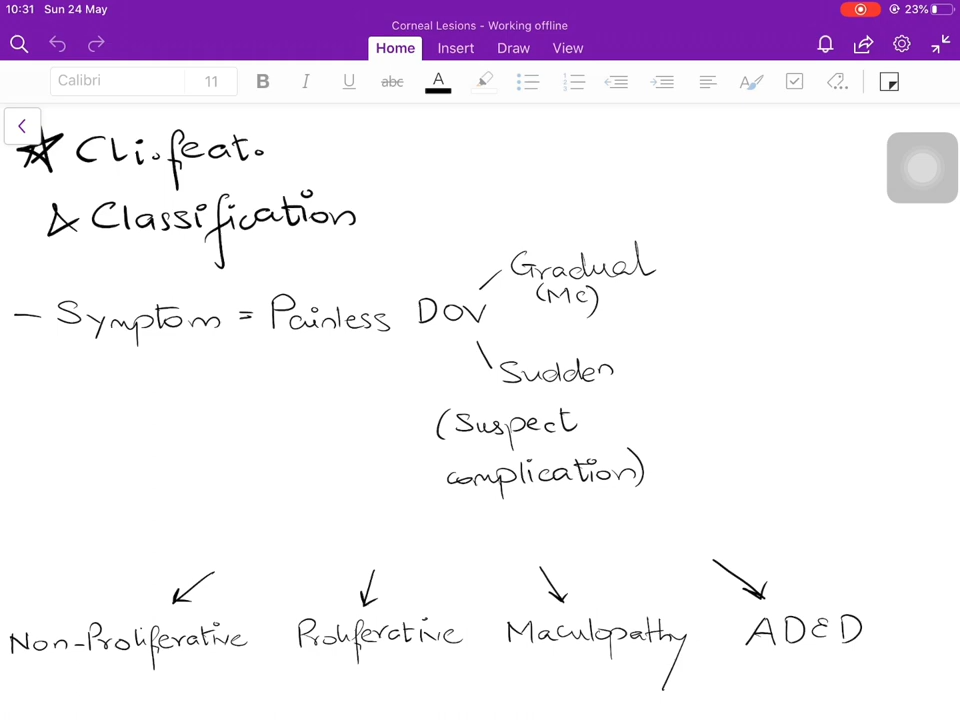 10:31 Sun 24 May
23%
Corneal Lesions - Working offline
Home Insert Draw View
Calibri 11 B I U abc A
Cli.feat.
& Classification
Gradual
(MC)
- Symptom = Painless DOV
Sudden
(Suspect
complication)
Non-Proliferative Proliferative Maculopathy ADED